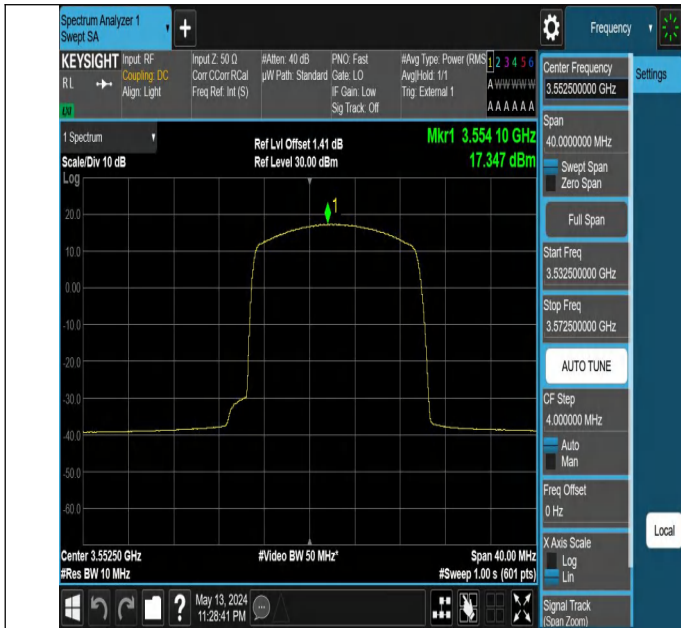 Spectrum Analyzer 1
Swept SA
+
Frequency
KEYSIGHT
RL
Input: RF
Coupling: DC
Align: Light
Input Z: 50 Ω
Corr CCorr RCal
Freq Ref: Int (S)
#Atten: 40 dB
µW Path: Standard
PNO: Fast
Gate: LO
IF Gain: Low
Sig Track: Off
#Avg Type: Power (RMS
Avg|Hold: 1/1
Trig: External 1
1 2 3 4 5 6
A W W W W W
A A A A A A
1 Spectrum
Scale/Div 10 dB
Log
Ref Lvl Offset 1.41 dB
Ref Level 30.00 dBm
Mkr1 3.554 10 GHz
17.347 dBm
1
20.0
10.0
0.00
-10.0
-20.0
-30.0
-40.0
-50.0
-60.0
Center 3.55250 GHz
#Res BW 10 MHz
#Video BW 50 MHz*
Span 40.00 MHz
#Sweep 1.00 s (601 pts)
?
May 13, 2024
11:28:41 PM
Center Frequency
3.552500000 GHz
Span
40.0000000 MHz
Swept Span
Zero Span
Full Span
Start Freq
3.532500000 GHz
Stop Freq
3.572500000 GHz
AUTO TUNE
CF Step
4.000000 MHz
Auto
Man
Freq Offset
0 Hz
X Axis Scale
Log
Lin
Signal Track
(Span Zoom)
Settings
Local